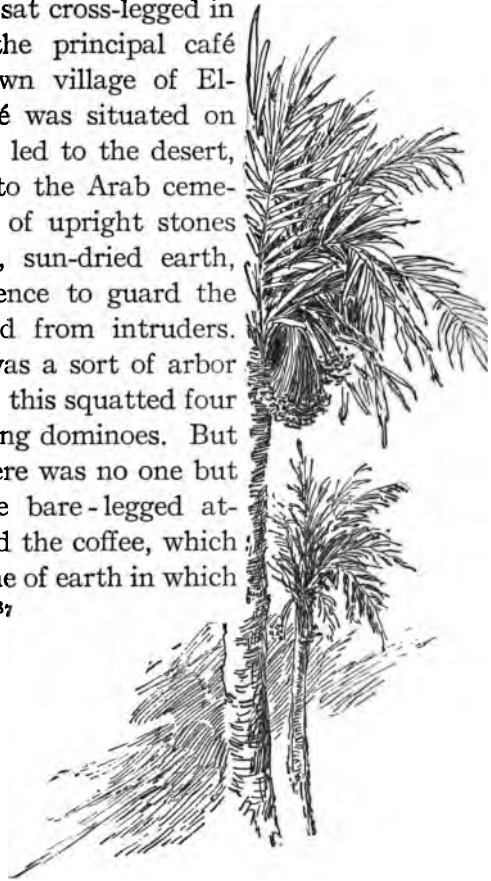 sat cross-legged in
he principal café
wn village of El-
é was situated on
led to the desert,
to the Arab ceme-
of upright stones
, sun-dried earth,
ence to guard the
d from intruders.
vas a sort of arbor
this squatted four
ng dominoes. But
ere was no one but
e bare-legged at-
d the coffee, which
ne of earth in which
37